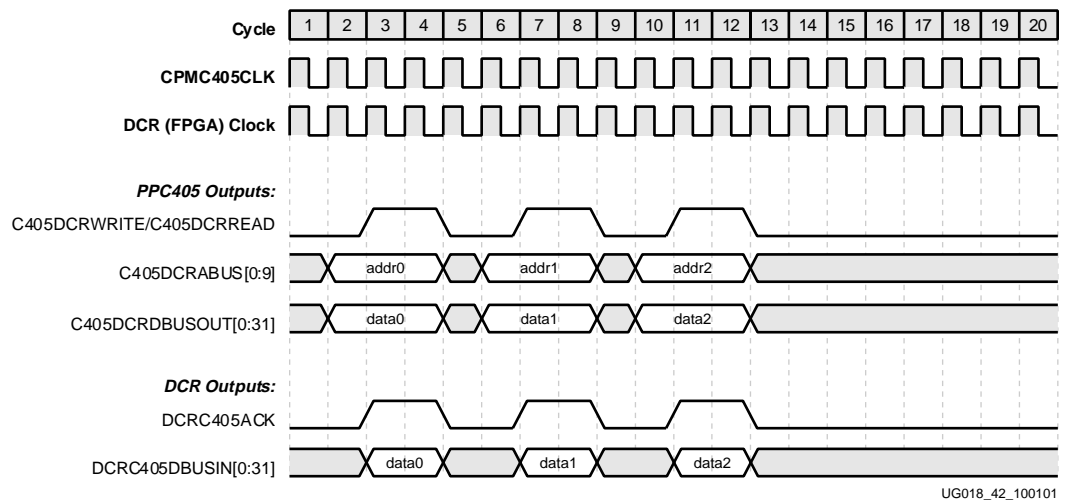 Cycle 1 2 3 4 5 6 7 8 9 10 11 12 13 14 15 16 17 18 19 20
CPMC405CLK
DCR (FPGA) Clock
PPC405 Outputs:
C405DCRWRITE/C405DCRREAD
C405DCRABUS[0:9] addr0 addr1 addr2
C405DCRDBUSOUT[0:31] data0 data1 data2
DCR Outputs:
DCRC405ACK
DCRC405DBUSIN[0:31] data0 data1 data2
UG018_42_100101